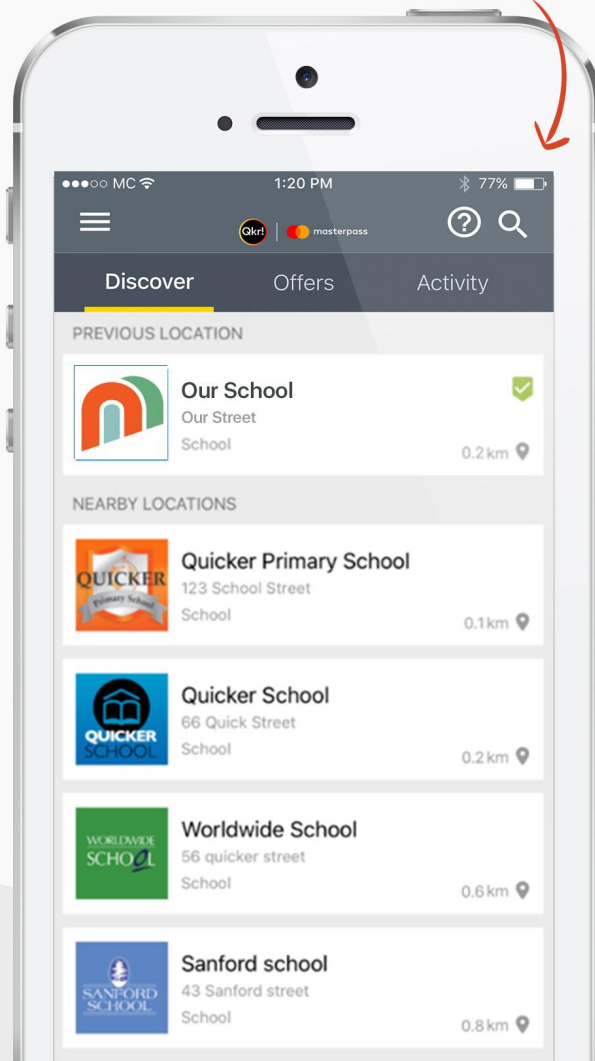 MC
1:20 PM
77%
Qkr! | masterpass
Discover
Offers
Activity
PREVIOUS LOCATION
Our School
Our Street
School
0.2 km
NEARBY LOCATIONS
QUICKER
Primary School
Quicker Primary School
123 School Street
School
0.1 km
QUICKER
SCHOOL
Quicker School
66 Quick Street
School
0.2 km
WORLDWIDE
SCHOOL
Worldwide School
56 quicker street
School
0.6 km
SANFORD
SCHOOL
Sanford school
43 Sanford street
School
0.8 km